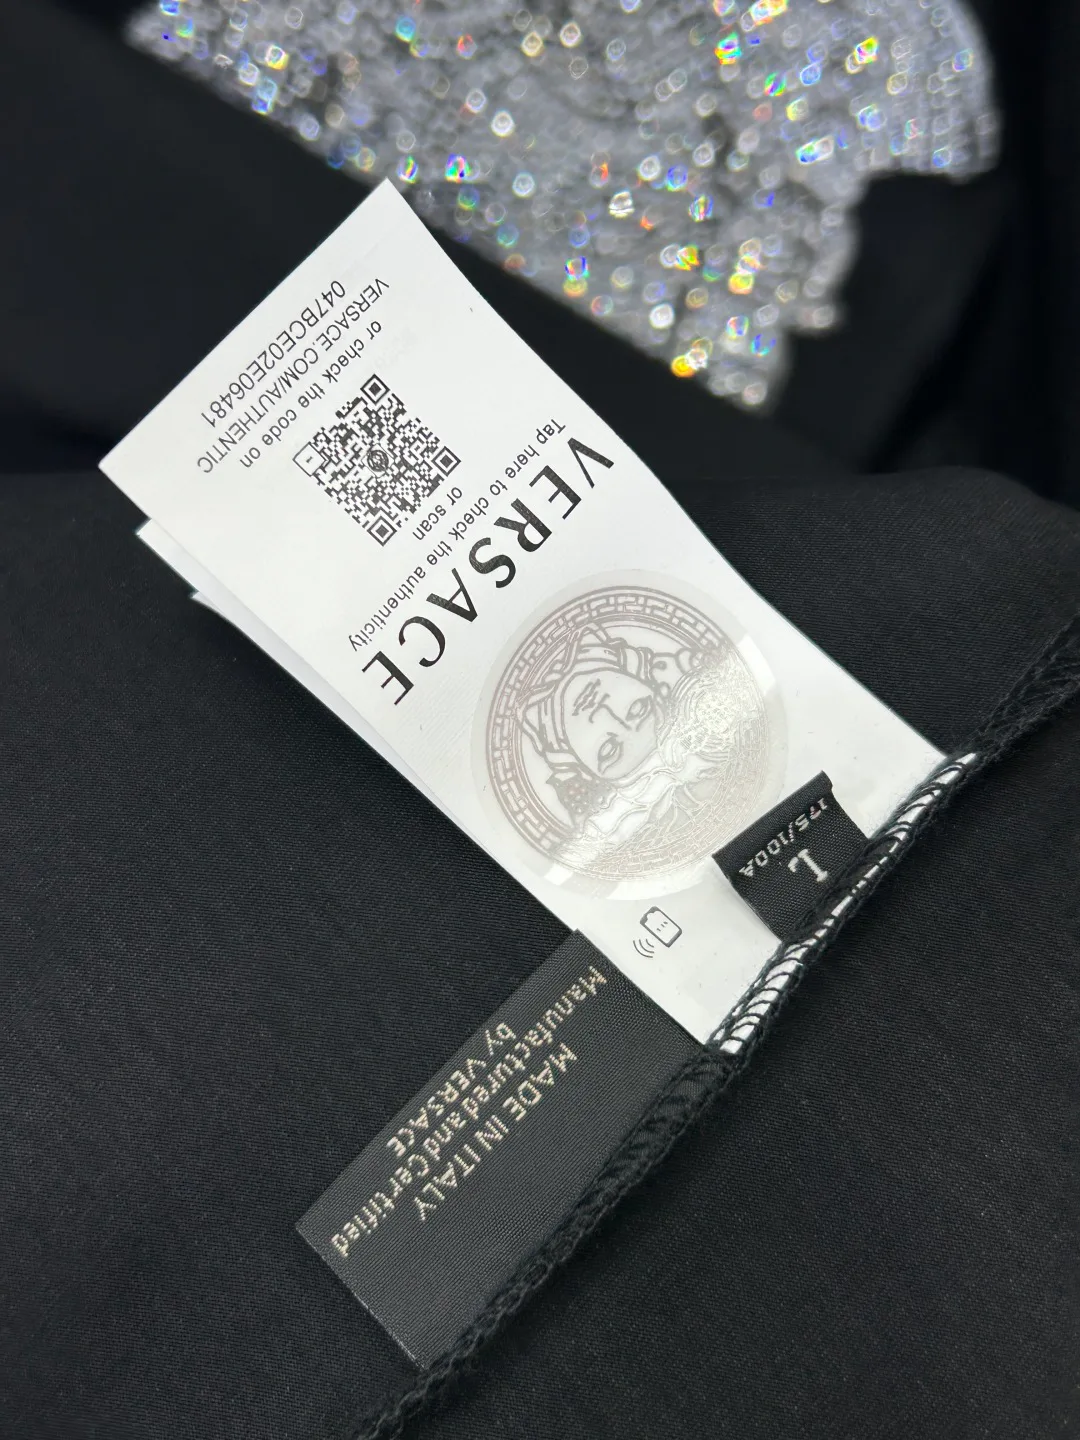 VERSACE
Tap here to check the authenticity
or scan
or check the code on
VERSACE.COM/AUTHENTIC
047BCE02E06481
L
175/100A
MADE IN ITALY
Manufactured and Certified
by VERSACE